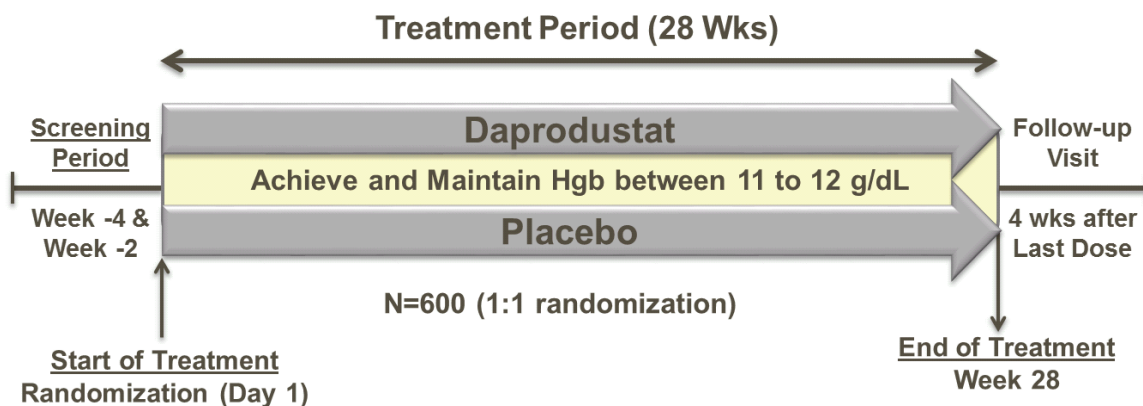 Treatment Period (28 Wks)
Screening
Period
Daprodustat
Follow-up
Visit
Achieve and Maintain Hgb between 11 to 12 g/dL
Week -4 &
Week -2
Placebo
4 wks after
Last Dose
N=600 (1:1 randomization)
Start of Treatment
Randomization (Day 1)
End of Treatment
Week 28